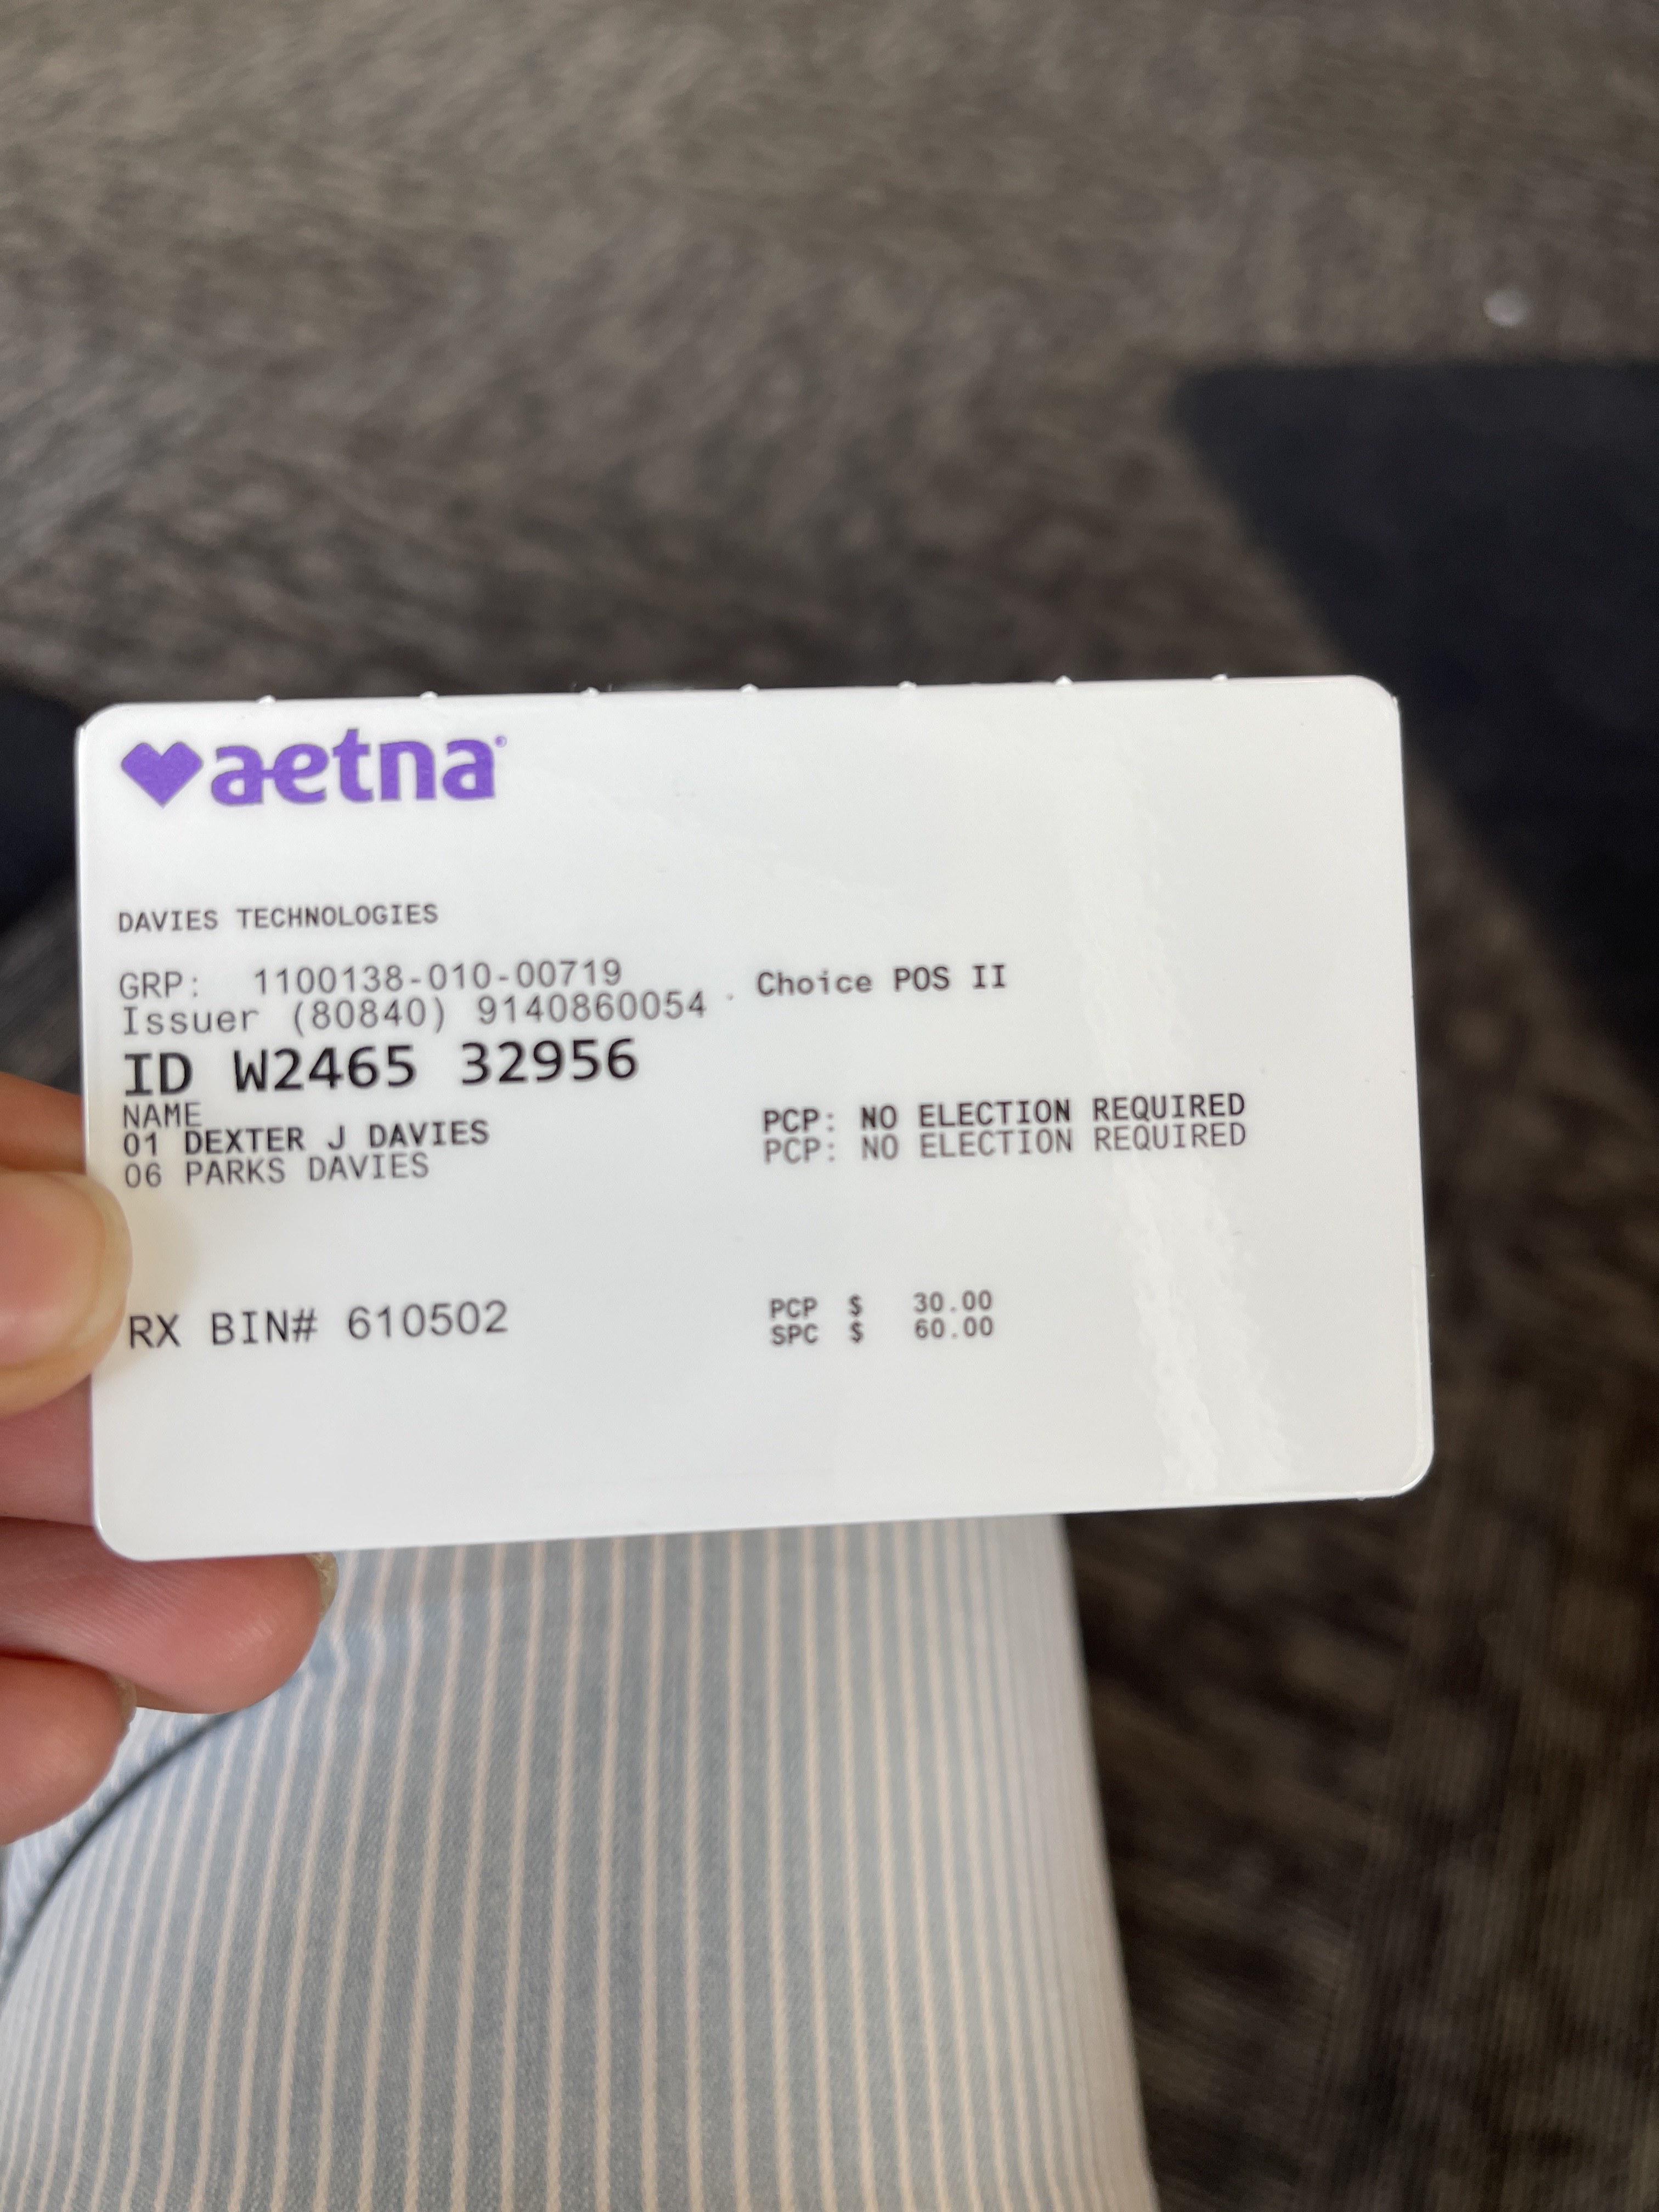 aetna®
DAVIES TECHNOLOGIES
GRP: 1100138-010-00719
Issuer (80840) 9140860054 Choice POS II
ID W2465 32956
NAME
01 DEXTER J DAVIES PCP: NO ELECTION REQUIRED
06 PARKS DAVIES PCP: NO ELECTION REQUIRED
RX BIN# 610502 PCP $ 30.00
SPC $ 60.00